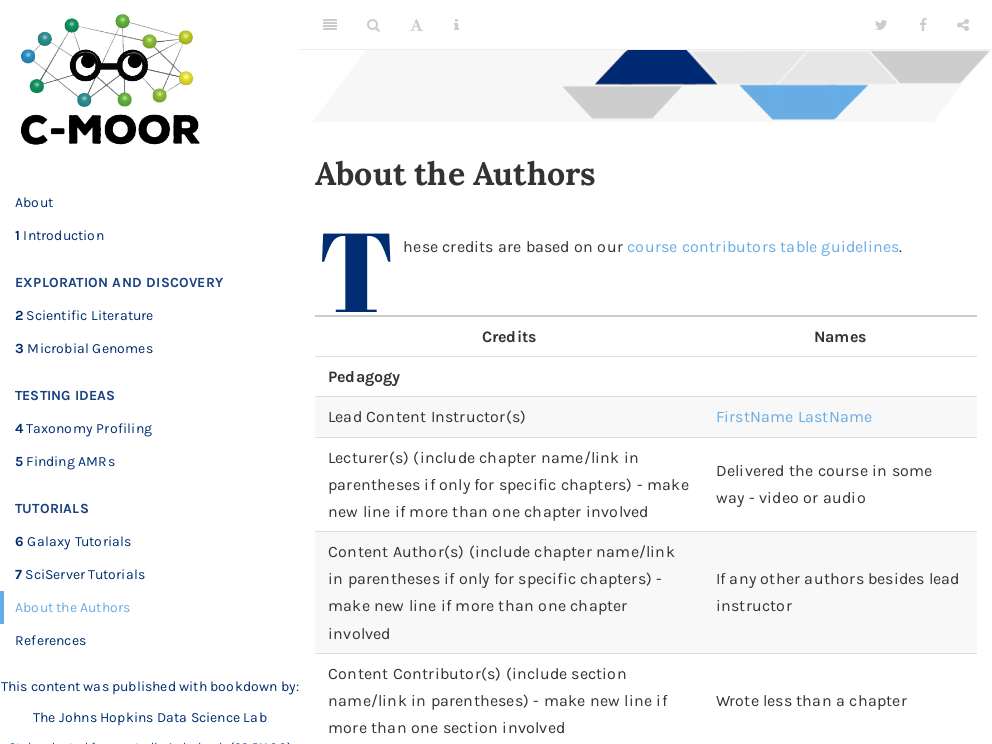 C-MOOR
About
1 Introduction
EXPLORATION AND DISCOVERY
2 Scientific Literature
3 Microbial Genomes
TESTING IDEAS
4 Taxonomy Profiling
5 Finding AMRs
TUTORIALS
6 Galaxy Tutorials
7 SciServer Tutorials
About the Authors
References
This content was published with bookdown by:
The Johns Hopkins Data Science Lab
About the Authors
These credits are based on our course contributors table guidelines.
Credits Names
Pedagogy
Lead Content Instructor(s) FirstName LastName
Lecturer(s) (include chapter name/link in
parentheses if only for specific chapters) - make
new line if more than one chapter involved
Delivered the course in some
way - video or audio
Content Author(s) (include chapter name/link
in parentheses if only for specific chapters) -
make new line if more than one chapter
involved
If any other authors besides lead
instructor
Content Contributor(s) (include section
name/link in parentheses) - make new line if
more than one section involved
Wrote less than a chapter